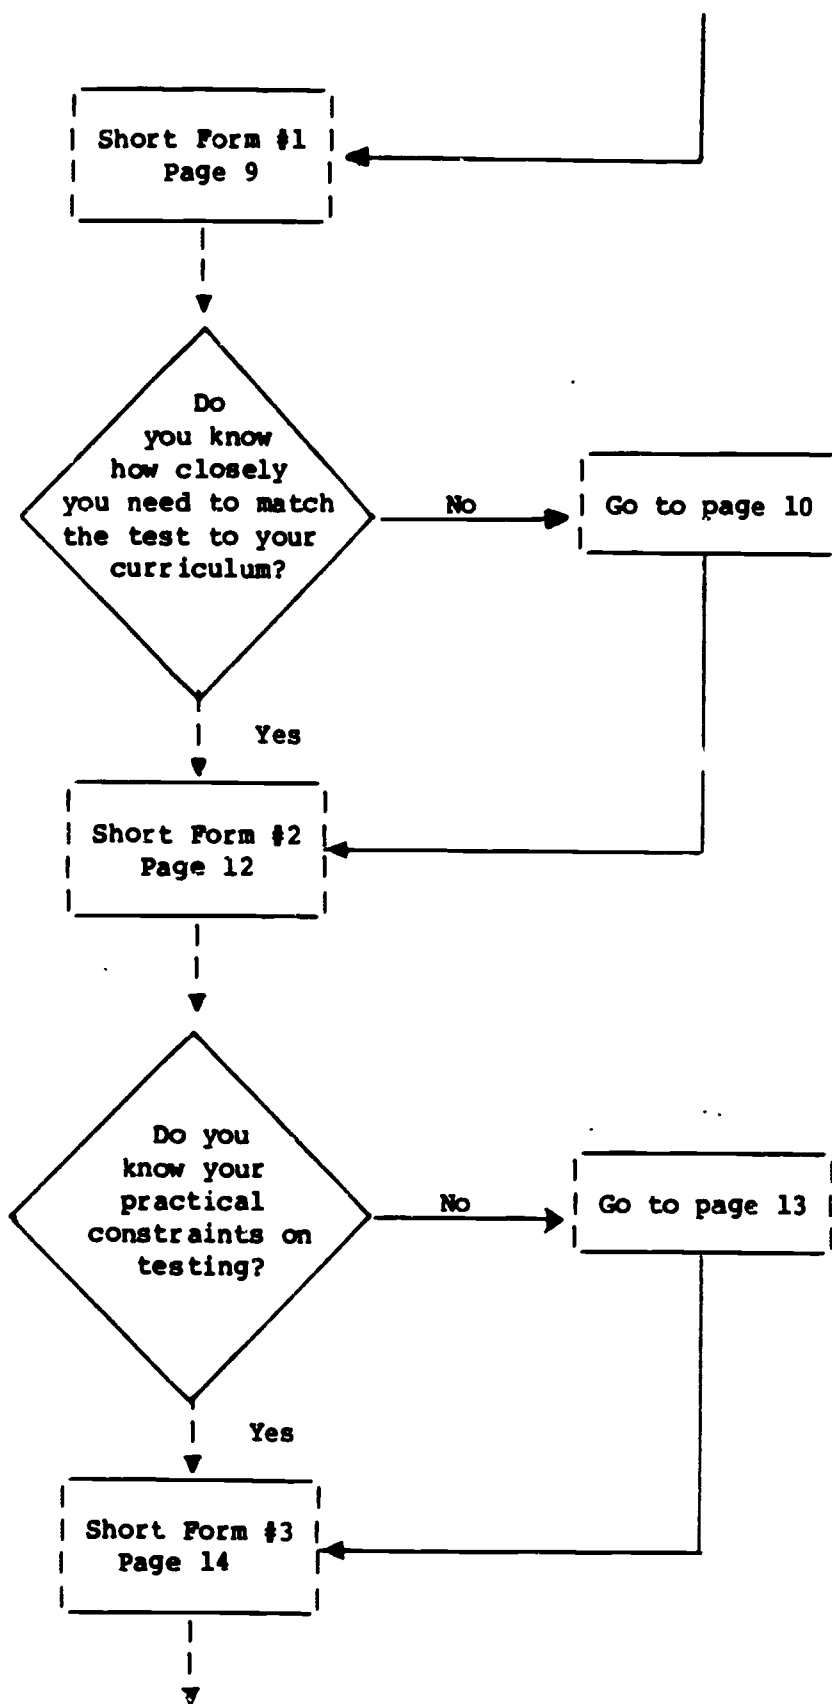 Short Form #1
Page 9
Do
you know
how closely
you need to match
the test to your
curriculum?
No
Go to page 10
Yes
Short Form #2
Page 12
Do you
know your
practical
constraints on
testing?
No
Go to page 13
Yes
Short Form #3
Page 14